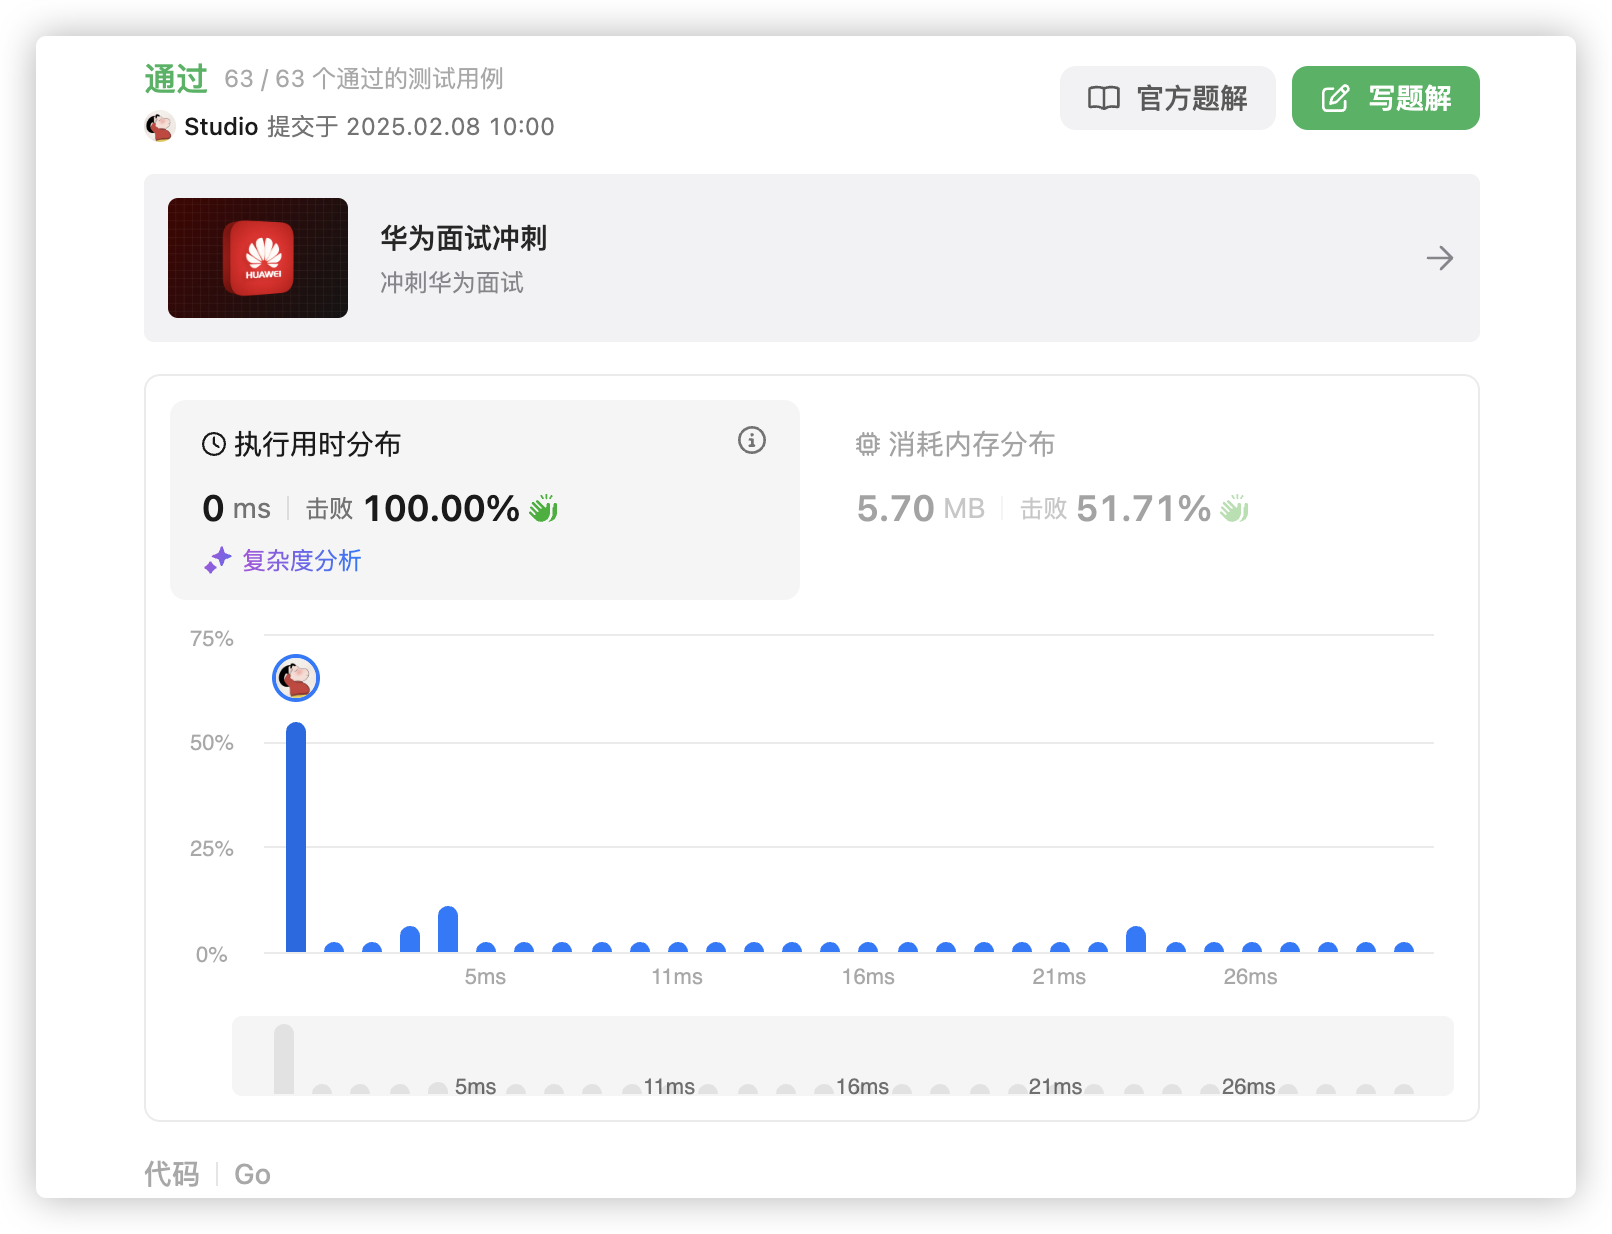 通过 63 / 63 个通过的测试用例
Studio 提交于 2025.02.08 10:00
官方题解
写题解
HUAWEI
华为面试冲刺
冲刺华为面试
执行用时分布
0 ms 击败 100.00%
复杂度分析
消耗内存分布
5.70 MB 击败 51.71%
75%
50%
25%
0%
5ms 11ms 16ms 21ms 26ms
5ms 11ms 16ms 21ms 26ms
代码 Go